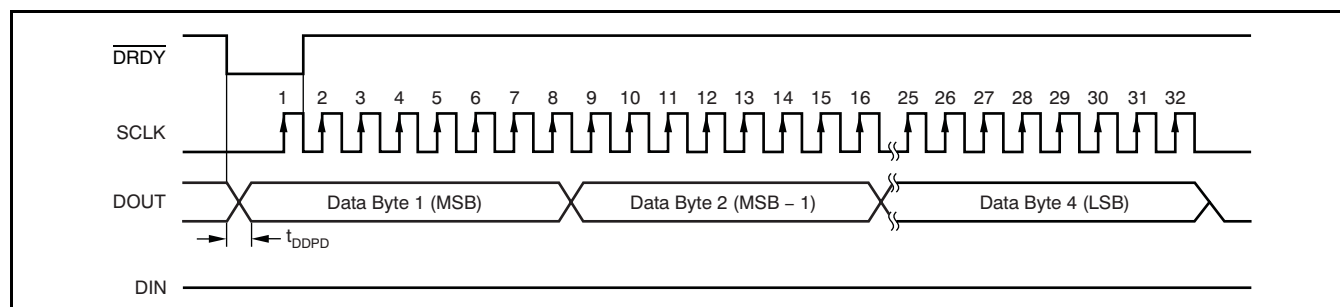 DRDY
1 2 3 4 5 6 7 8 9 10 11 12 13 14 15 16 25 26 27 28 29 30 31 32
SCLK
DOUT Data Byte 1 (MSB) Data Byte 2 (MSB − 1) Data Byte 4 (LSB)
tDDPD
DIN